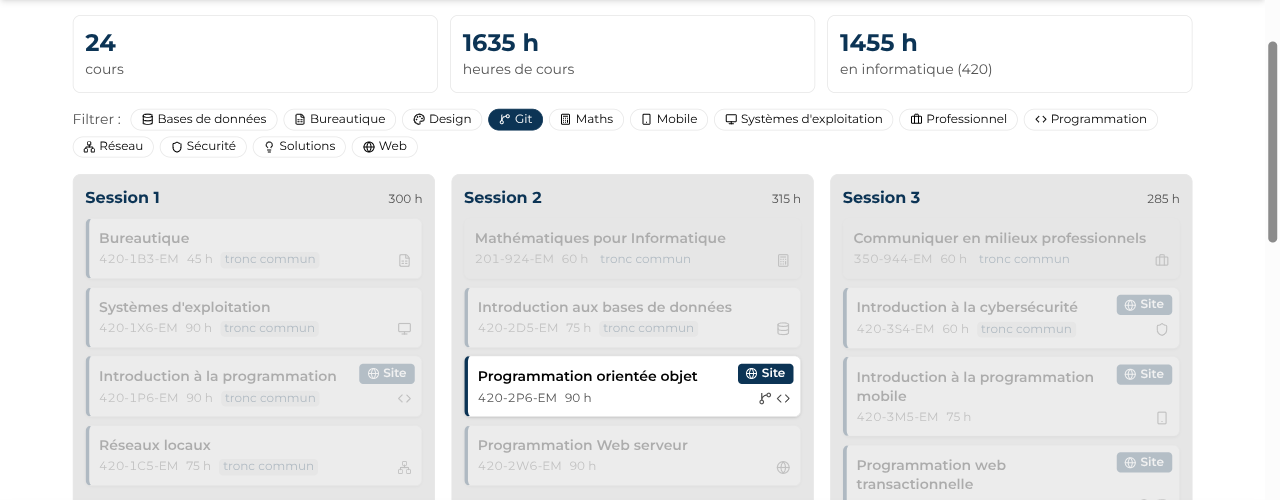 24
cours
1635 h
heures de cours
1455 h
en informatique (420)
Filtrer :
Bases de données
Bureautique
Design
Git
Maths
Mobile
Systèmes d'exploitation
Professionnel
Programmation
Réseau
Sécurité
Solutions
Web
Session 1
300 h
Bureautique
420-1B3-EM 45 h tronc commun
Systèmes d'exploitation
420-1X6-EM 90 h tronc commun
Introduction à la programmation
Site
420-1P6-EM 90 h tronc commun
Réseaux locaux
420-1C5-EM 75 h tronc commun
Session 2
315 h
Mathématiques pour Informatique
201-924-EM 60 h tronc commun
Introduction aux bases de données
420-2D5-EM 75 h tronc commun
Programmation orientée objet
Site
420-2P6-EM 90 h
Programmation Web serveur
420-2W6-EM 90 h
Session 3
285 h
Communiquer en milieux professionnels
350-944-EM 60 h tronc commun
Introduction à la cybersécurité
Site
420-3S4-EM 60 h tronc commun
Introduction à la programmation
mobile
Site
420-3M5-EM 75 h
Programmation web
transactionnelle
Site